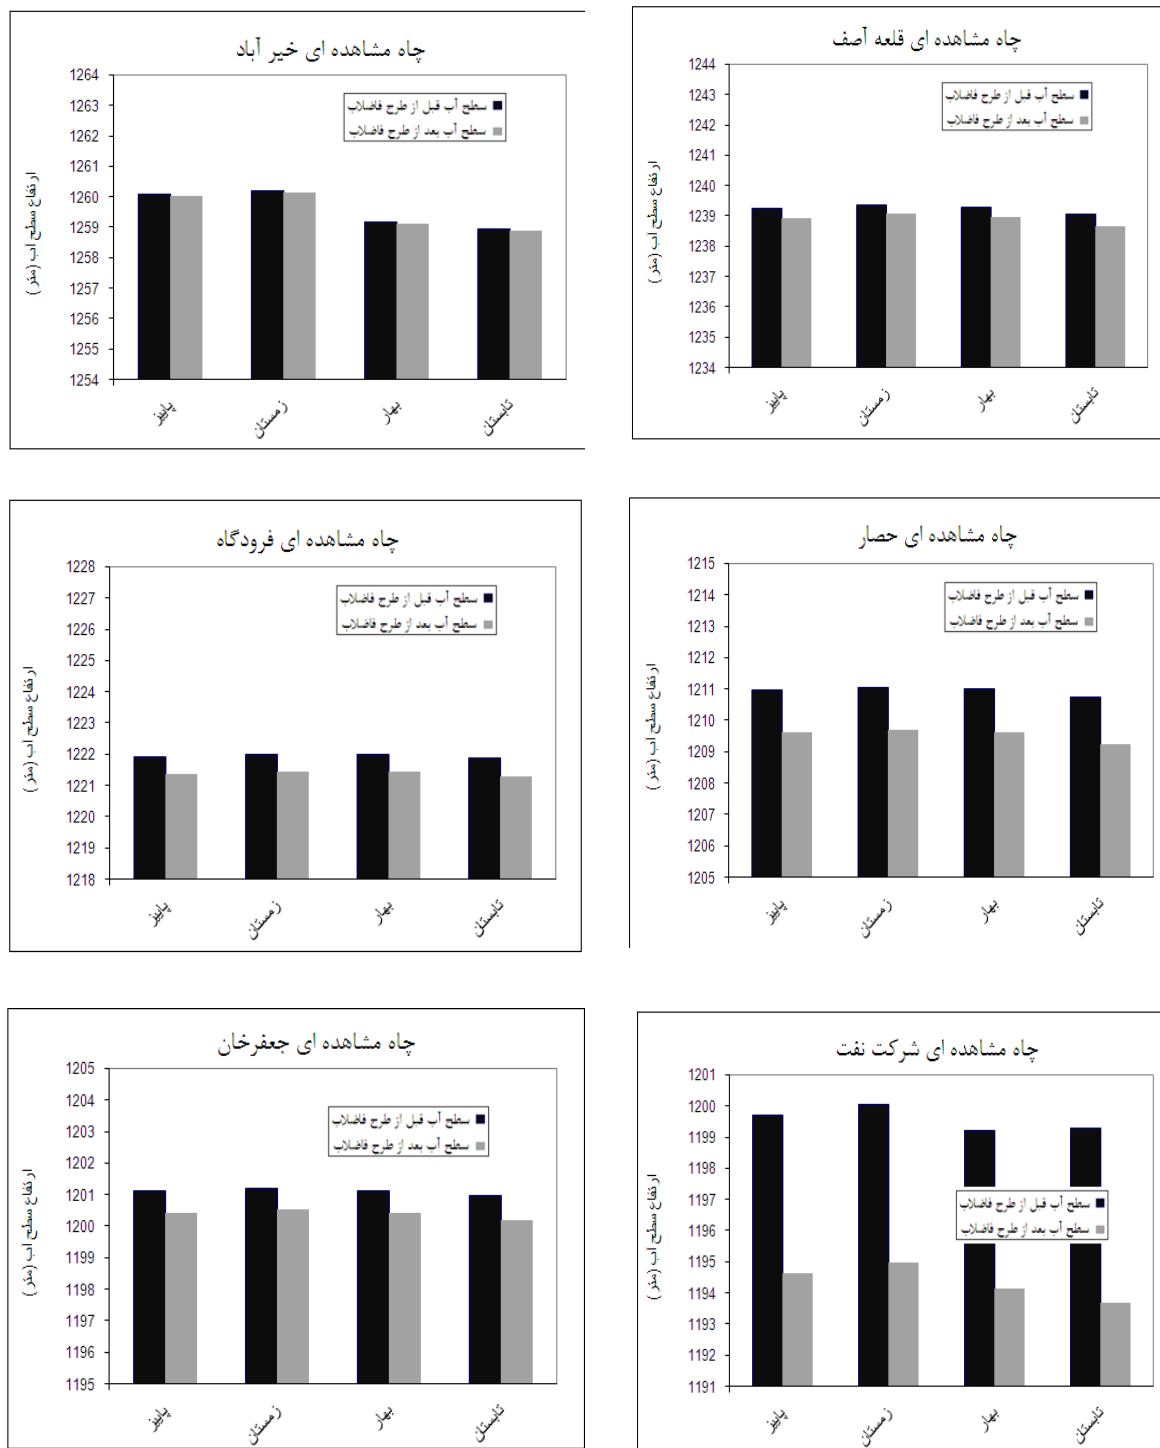 چاه مشاهده ای خیر آباد
ارتفاع سطح آب (متر)
1264
1263
1262
1261
1260
1259
1258
1257
1256
1255
1254
سطح آب قبل از طرح فاضلاب
سطح آب بعد از طرح فاضلاب
پاییز
زمستان
بهار
تابستان
چاه مشاهده ای قلعه آصف
ارتفاع سطح آب (متر)
1244
1243
1242
1241
1240
1239
1238
1237
1236
1235
1234
سطح آب قبل از طرح فاضلاب
سطح آب بعد از طرح فاضلاب
پاییز
زمستان
بهار
تابستان
چاه مشاهده ای فرودگاه
ارتفاع سطح آب (متر)
1228
1227
1226
1225
1224
1223
1222
1221
1220
1219
1218
سطح آب قبل از طرح فاضلاب
سطح آب بعد از طرح فاضلاب
پاییز
زمستان
بهار
تابستان
چاه مشاهده ای حصار
ارتفاع سطح آب (متر)
1215
1214
1213
1212
1211
1210
1209
1208
1207
1206
1205
سطح آب قبل از طرح فاضلاب
سطح آب بعد از طرح فاضلاب
پاییز
زمستان
بهار
تابستان
چاه مشاهده ای جعفرخان
ارتفاع سطح آب (متر)
1205
1204
1203
1202
1201
1200
1199
1198
1197
1196
1195
سطح آب قبل از طرح فاضلاب
سطح آب بعد از طرح فاضلاب
پاییز
زمستان
بهار
تابستان
چاه مشاهده ای شرکت نفت
ارتفاع سطح آب (متر)
1201
1200
1199
1198
1197
1196
1195
1194
1193
1192
1191
سطح آب قبل از طرح فاضلاب
سطح آب بعد از طرح فاضلاب
پاییز
زمستان
بهار
تابستان